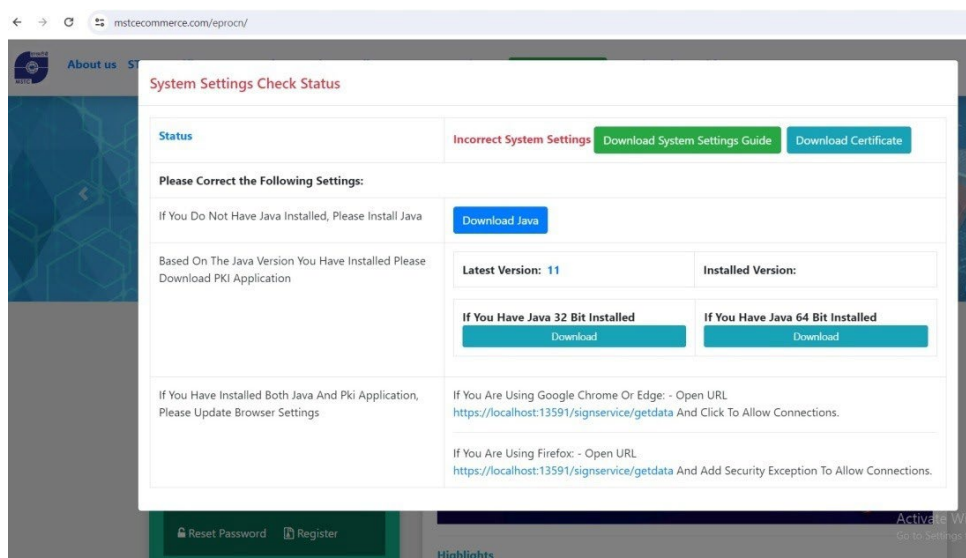 mstcecommerce.com/eprocn/
About us ST
System Settings Check Status
Status
Incorrect System Settings Download System Settings Guide Download Certificate
Please Correct the Following Settings:
If You Do Not Have Java Installed, Please Install Java
Download Java
Based On The Java Version You Have Installed Please
Download PKI Application
Latest Version: 11 Installed Version:
If You Have Java 32 Bit Installed If You Have Java 64 Bit Installed
Download Download
If You Have Installed Both Java And Pki Application,
Please Update Browser Settings
If You Are Using Google Chrome Or Edge: - Open URL
https://localhost:13591/signservice/getdata And Click To Allow Connections.
If You Are Using Firefox: - Open URL
https://localhost:13591/signservice/getdata And Add Security Exception To Allow Connections.
Reset Password Register
Highlights
Activate W
Go to Settings